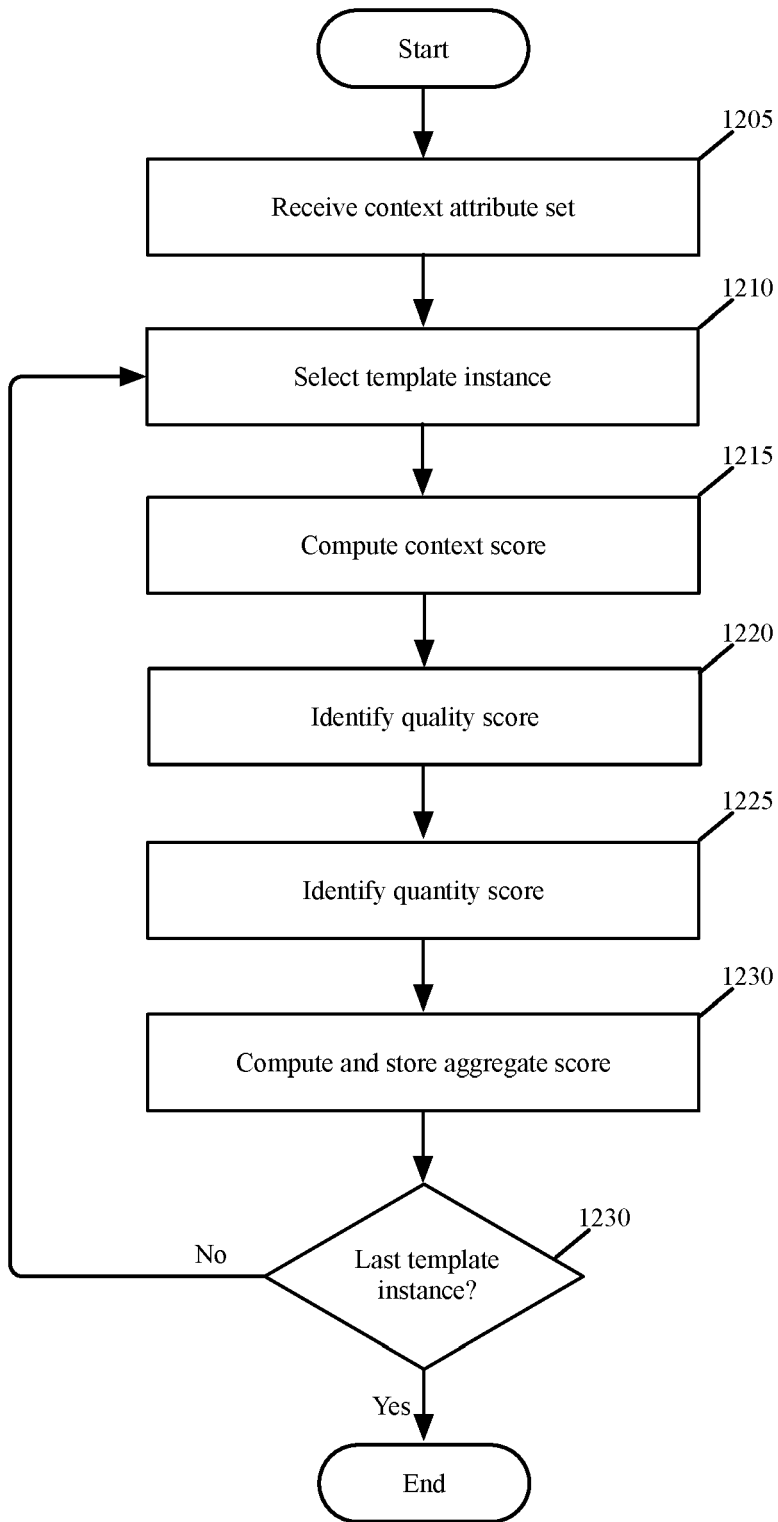 Start
1205
Receive context attribute set
1210
Select template instance
1215
Compute context score
1220
Identify quality score
1225
Identify quantity score
1230
Compute and store aggregate score
1230
No
Last template
instance?
Yes
End